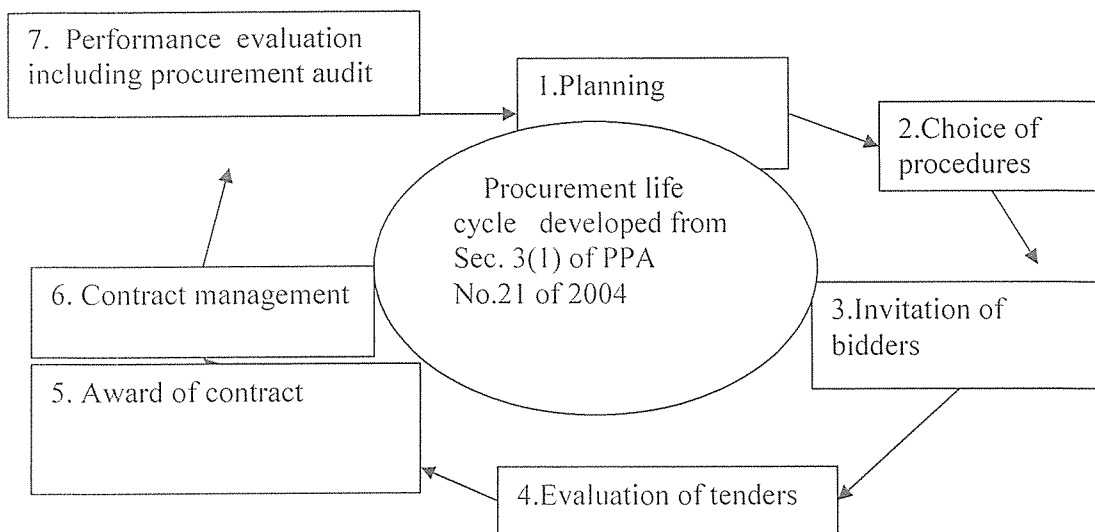 7. Performance evaluation
including procurement audit
1.Planning
2.Choice of
procedures
Procurement life
cycle developed from
Sec. 3(1) of PPA
No.21 of 2004
6. Contract management
3.Invitation of
bidders
5. Award of contract
4.Evaluation of tenders